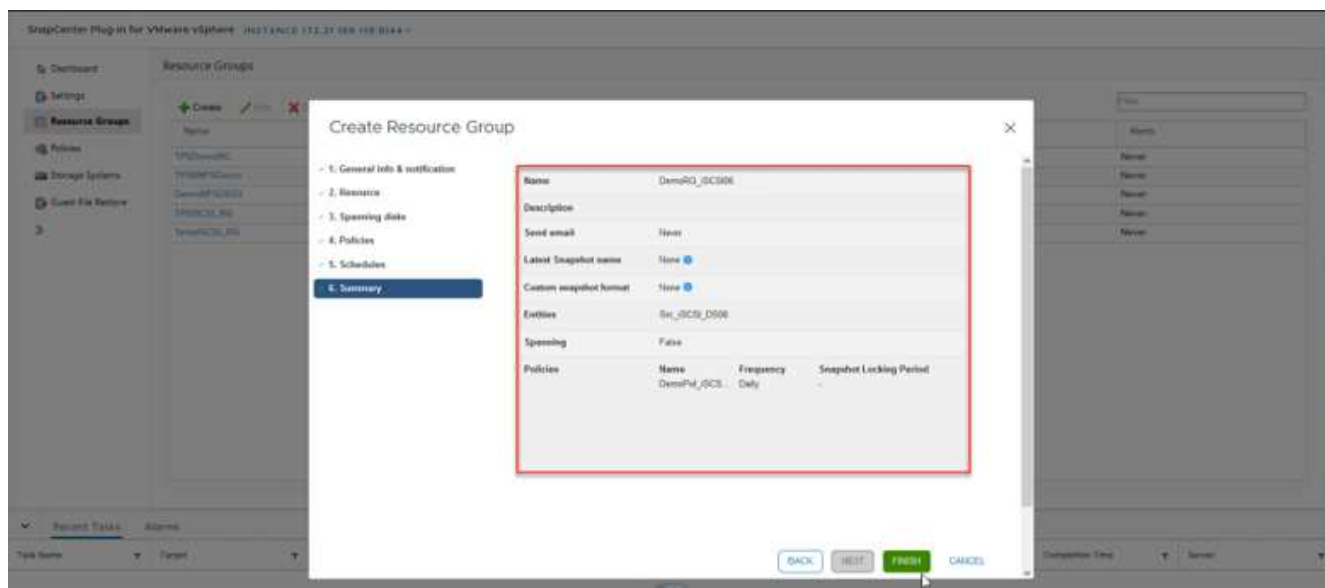 SnapCenter Plug-in for VMware vSphere
Dashboard
Settings
Resource Groups
Policies
Storage Systems
Guest File Restore
Resource Groups
Create
Name
Alerts
Never
Never
Never
Never
Never
Create Resource Group
1. General info & notification
2. Resource
3. Spanning disks
4. Policies
5. Schedules
6. Summary
Name DemoRG_iSCSI06
Description
Send email Never
Latest Snapshot name None
Custom snapshot format None
Entities Src_iSCSI_DS06
Spanning False
Policies Name Frequency Snapshot Locking Period
DemoPol_iSCS... Daily -
BACK NEXT FINISH CANCEL
Recent Tasks Alarms
Task Name Target Completion Time Server